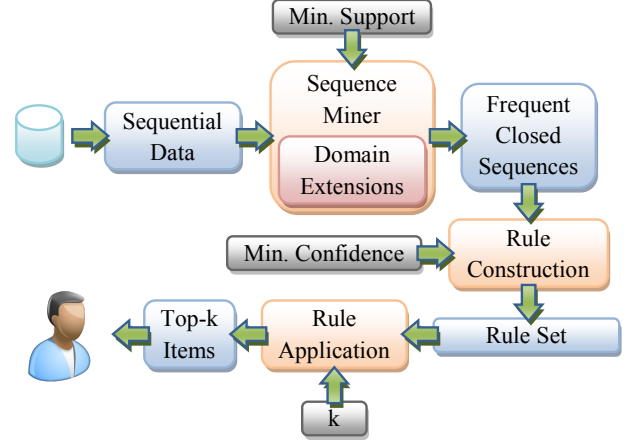 Min. Support
Sequential
Data
Sequence
Miner
Domain
Extensions
Frequent
Closed
Sequences
Min. Confidence
Rule
Construction
Top-k
Items
Rule
Application
Rule Set
k